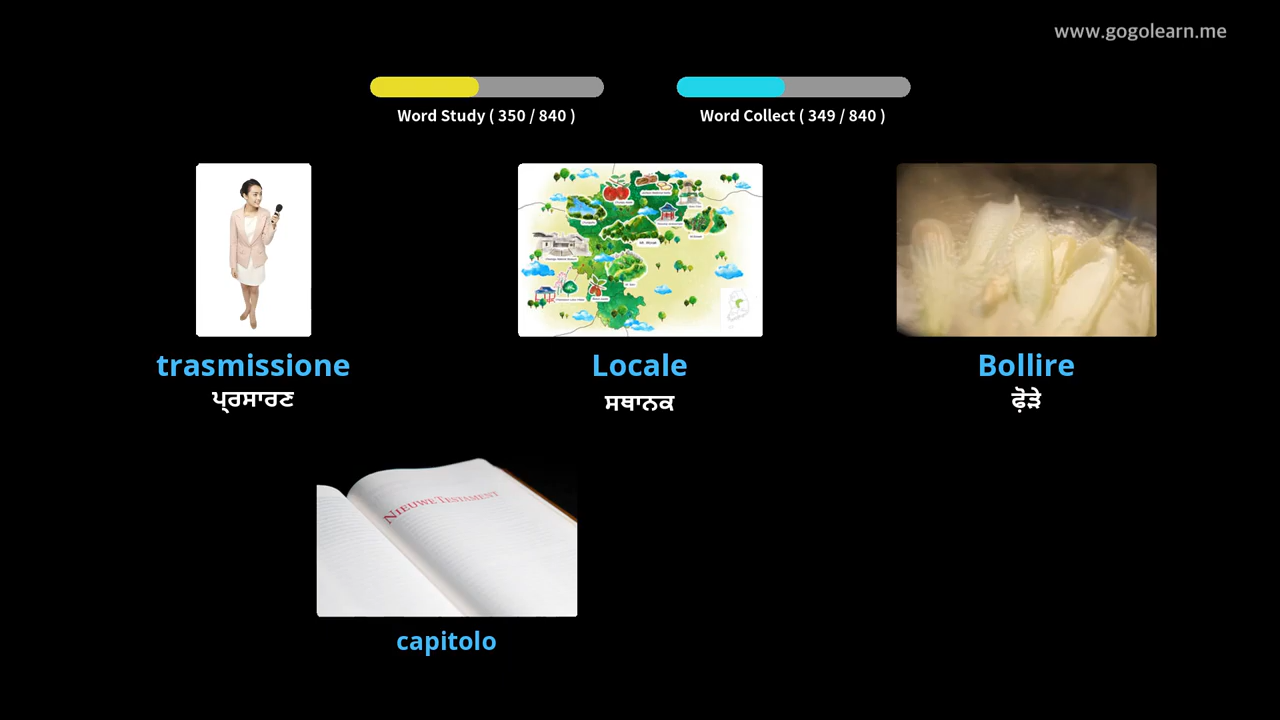 www.gogolearn.me
Word Study ( 350 / 840 )
Word Collect ( 349 / 840 )
trasmissione
Locale
Bollire
ਪ੍ਰਸਾਰਣ
ਸਥਾਨਕ
ਫ਼ੋੜੇ
NIEUWE TESTAMENT
capitolo